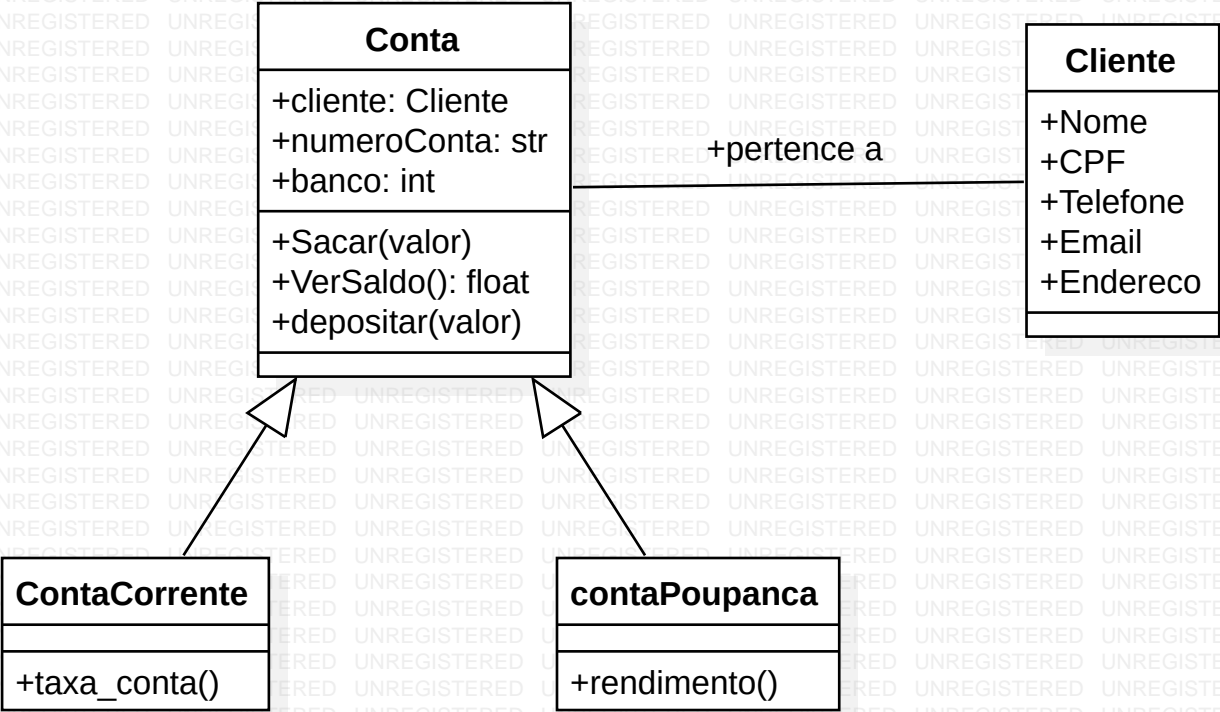 Conta
+cliente: Cliente
+numeroConta: str
+banco: int
+Sacar(valor)
+VerSaldo(): float
+depositar(valor)
+pertence a
Cliente
+Nome
+CPF
+Telefone
+Email
+Endereco
ContaCorrente
+taxa_conta()
contaPoupanca
+rendimento()
UNREGISTERED